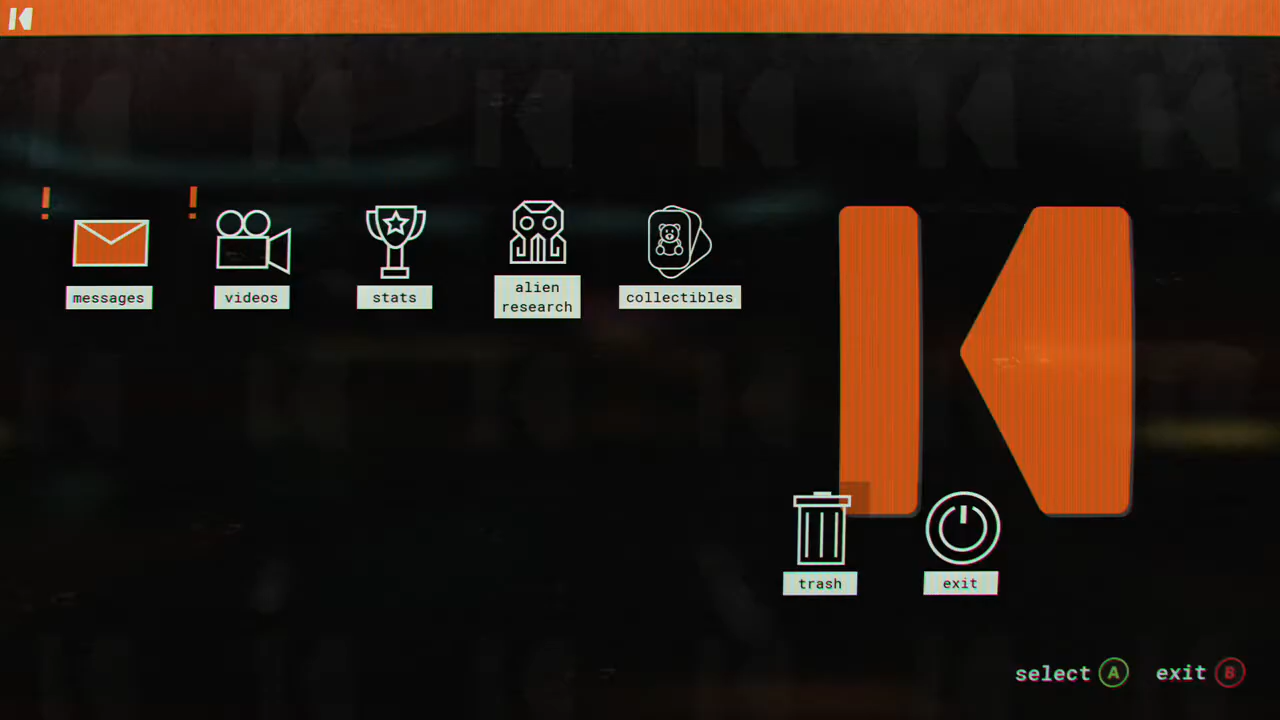 !
!
messages
videos
stats
alien
research
collectibles
trash
exit
select A exit B